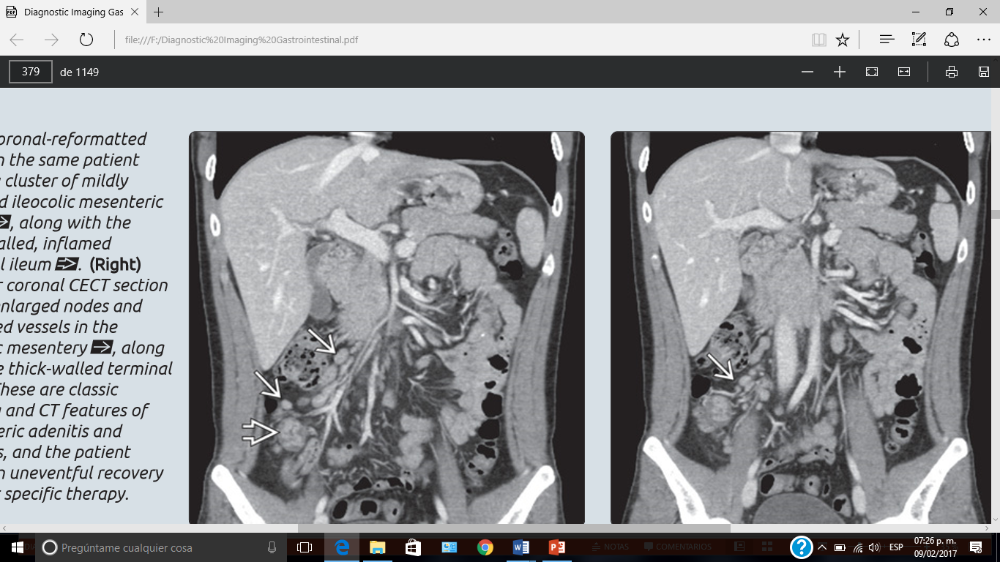 Diagnostic Imaging Gas
file:///F:/Diagnostic%20Imaging%20Gastrointestinal.pdf
379 de 1149
oronal-reformatted
n the same patient
cluster of mildly
d ileocolic mesenteric
, along with the
alled, inflamed
l ileum . (Right)
r coronal CECT section
nlarged nodes and
ed vessels in the
c mesentery , along
e thick-walled terminal
These are classic
and CT features of
eric adenitis and
s, and the patient
n uneventful recovery
specific therapy.
Pregúntame cualquier cosa
NOTAS
COMENTARIOS
ESP
07:26 p. m.
09/02/2017